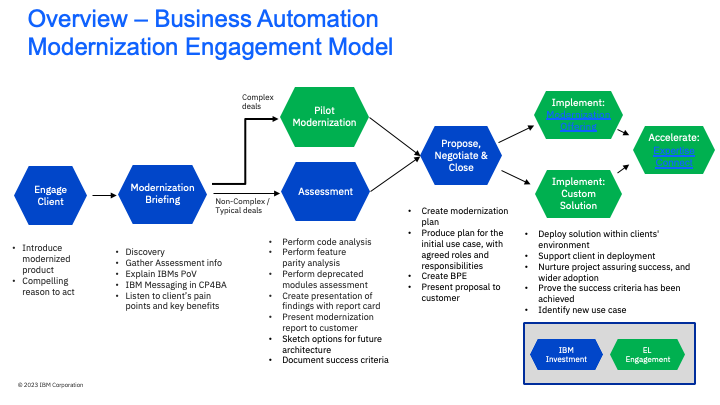 Overview – Business Automation
Modernization Engagement Model
Complex
deals
Pilot
Modernization
Implement:
Modernization
Offering
Accelerate:
Expertise
Connect
Propose,
Negotiate &
Close
Engage
Client
Modernization
Briefing
Assessment
Non-Complex /
Typical deals
Implement:
Custom
Solution
• Introduce
modernized
product
• Compelling
reason to act
• Discovery
• Gather Assessment info
• Explain IBMs PoV
• IBM Messaging in CP4BA
• Listen to client's pain
points and key benefits
• Perform code analysis
• Perform feature
parity analysis
• Perform deprecated
modules assessment
• Create presentation of
findings with report card
• Present modernization
report to customer
• Sketch options for future
architecture
• Document success criteria
• Create modernization
plan
• Produce plan for the
initial use case, with
agreed roles and
responsibilities
• Create BPE
• Present proposal to
customer
• Deploy solution within clients'
environment
• Support client in deployment
• Nurture project assuring success, and
wider adoption
• Prove the success criteria has been
achieved
• Identify new use case
IBM
Investment
EL
Engagement
© 2023 IBM Corporation